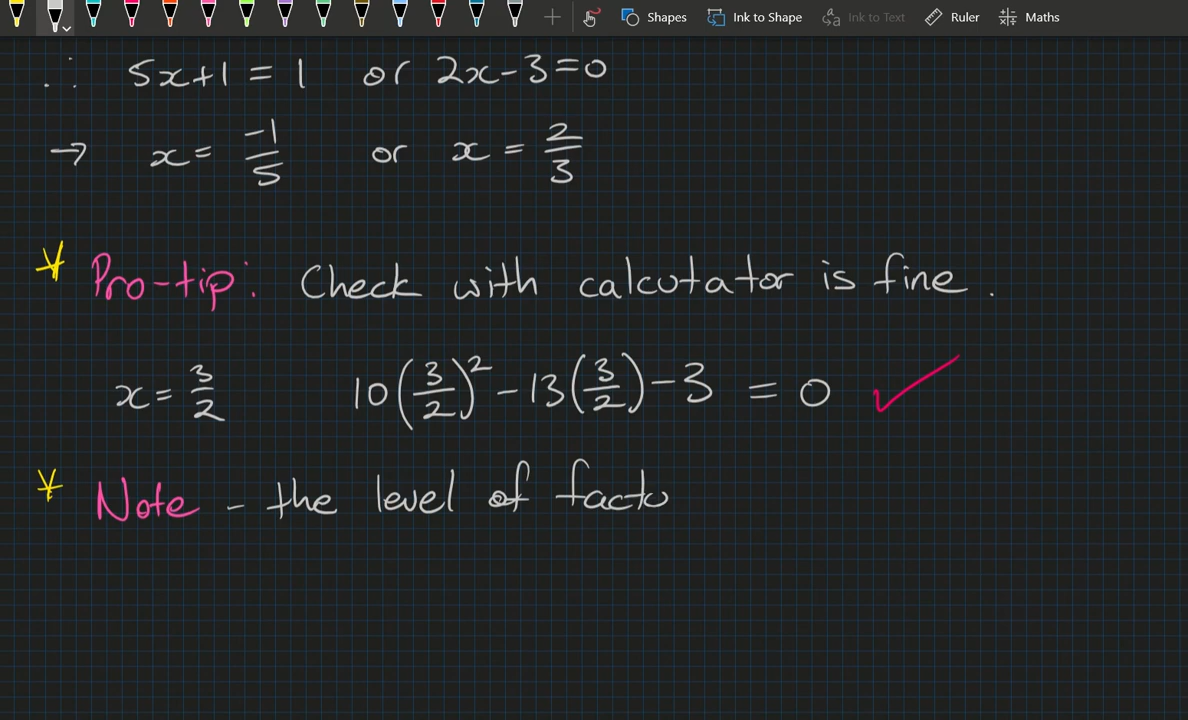 Shapes Ink to Shape Ink to Text Ruler Maths
∴ 5x+1 = 1 or 2x-3=0
→ x = -1/5 or x = 2/3
* Pro-tip: Check with calcutator is fine.
x = 3/2 10(3/2)² - 13(3/2) - 3 = 0 ✓
* Note - the level of facto